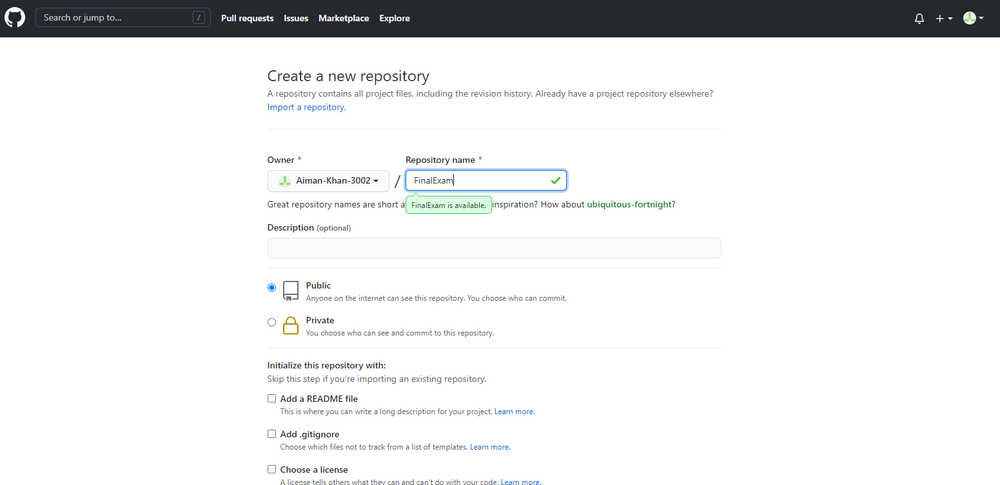 Search or jump to... /
Pull requests Issues Marketplace Explore
Create a new repository
A repository contains all project files, including the revision history. Already have a project repository elsewhere?
Import a repository.
Owner * Repository name *
Aiman-Khan-3002 / FinalExam
Great repository names are short a FinalExam is available. inspiration? How about ubiquitous-fortnight?
Description (optional)
Public
Anyone on the internet can see this repository. You choose who can commit.
Private
You choose who can see and commit to this repository.
Initialize this repository with:
Skip this step if you're importing an existing repository.
Add a README file
This is where you can write a long description for your project. Learn more.
Add .gitignore
Choose which files not to track from a list of templates. Learn more.
Choose a license
A license tells others what they can and can't do with your code. Learn more.